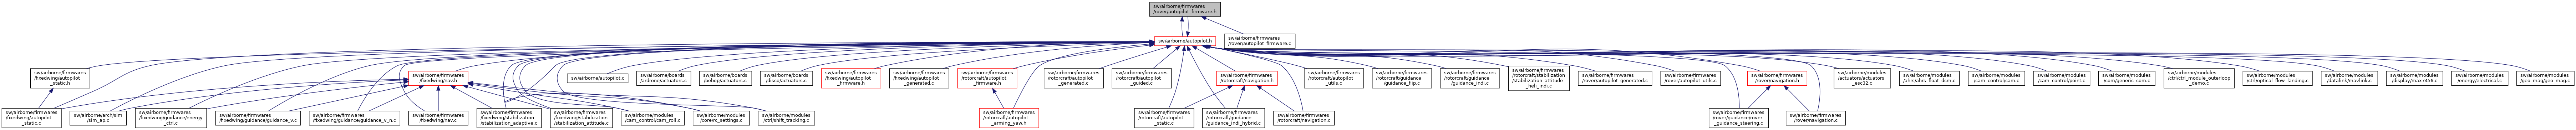 sw/airborne/firmwares
/rover/autopilot_firmware.h
sw/airborne/autopilot.h
sw/airborne/firmwares
/rover/autopilot_firmware.c
sw/airborne/firmwares
/fixedwing/autopilot
_static.h
sw/airborne/firmwares
/fixedwing/nav.h
sw/airborne/autopilot.c
sw/airborne/boards
/ardrone/actuators.c
sw/airborne/boards
/bebop/actuators.c
sw/airborne/boards
/disco/actuators.c
sw/airborne/firmwares
/fixedwing/autopilot
_firmware.h
sw/airborne/firmwares
/fixedwing/autopilot
_generated.c
sw/airborne/firmwares
/rotorcraft/autopilot
_firmware.h
sw/airborne/firmwares
/rotorcraft/autopilot
_generated.c
sw/airborne/firmwares
/rotorcraft/autopilot
_guided.c
sw/airborne/firmwares
/rotorcraft/navigation.h
sw/airborne/firmwares
/rotorcraft/autopilot
_utils.c
sw/airborne/firmwares
/rotorcraft/guidance
/guidance_flip.c
sw/airborne/firmwares
/rotorcraft/guidance
/guidance_indi.c
sw/airborne/firmwares
/rotorcraft/stabilization
/stabilization_attitude
_heli_indi.c
sw/airborne/firmwares
/rover/autopilot_generated.c
sw/airborne/firmwares
/rover/autopilot_utils.c
sw/airborne/firmwares
/rover/navigation.h
sw/airborne/modules
/actuators/actuators
_esc32.c
sw/airborne/modules
/ahrs/ahrs_float_dcm.c
sw/airborne/modules
/cam_control/cam.c
sw/airborne/modules
/cam_control/point.c
sw/airborne/modules
/com/generic_com.c
sw/airborne/modules
/ctrl/ctrl_module_outerloop
_demo.c
sw/airborne/modules
/ctrl/optical_flow_landing.c
sw/airborne/modules
/datalink/mavlink.c
sw/airborne/modules
/display/max7456.c
sw/airborne/modules
/energy/electrical.c
sw/airborne/modules
/geo_mag/geo_mag.c
sw/airborne/firmwares
/fixedwing/autopilot
_static.c
sw/airborne/arch/sim
/sim_ap.c
sw/airborne/firmwares
/fixedwing/guidance/energy
_ctrl.c
sw/airborne/firmwares
/fixedwing/guidance/guidance_v.c
sw/airborne/firmwares
/fixedwing/guidance/guidance_v_n.c
sw/airborne/firmwares
/fixedwing/nav.c
sw/airborne/firmwares
/fixedwing/stabilization
/stabilization_adaptive.c
sw/airborne/firmwares
/fixedwing/stabilization
/stabilization_attitude.c
sw/airborne/modules
/cam_control/cam_roll.c
sw/airborne/modules
/core/rc_settings.c
sw/airborne/modules
/ctrl/shift_tracking.c
sw/airborne/firmwares
/rotorcraft/autopilot
_arming_yaw.h
sw/airborne/firmwares
/rotorcraft/autopilot
_static.c
sw/airborne/firmwares
/rotorcraft/guidance
/guidance_indi_hybrid.c
sw/airborne/firmwares
/rotorcraft/navigation.c
sw/airborne/firmwares
/rover/guidance/rover
_guidance_steering.c
sw/airborne/firmwares
/rover/navigation.c